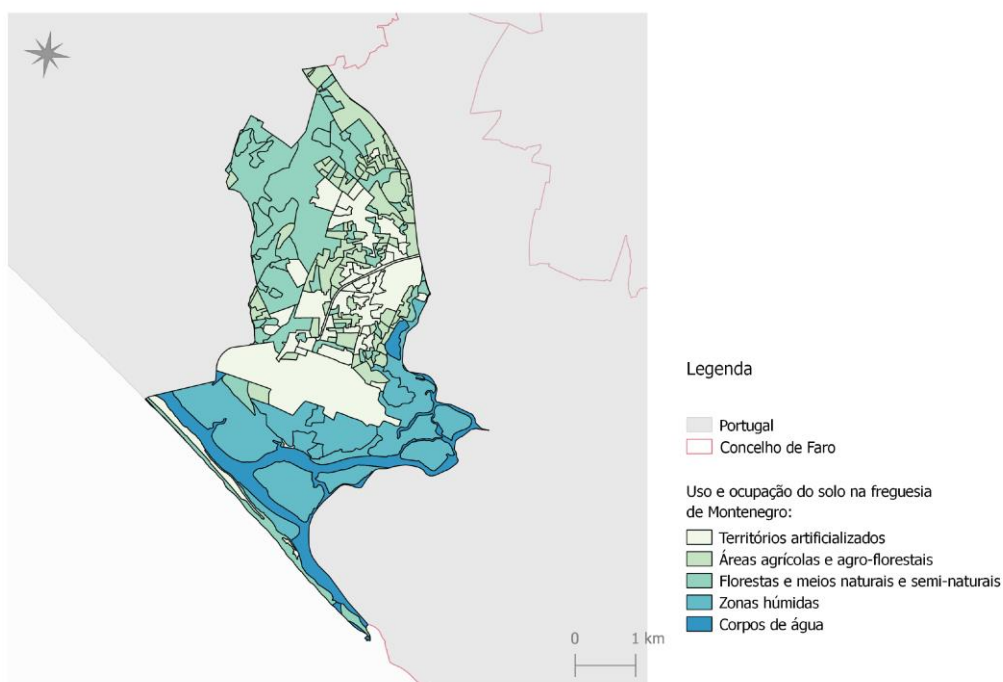 Legenda
Portugal
Concelho de Faro
Uso e ocupação do solo na freguesia
de Montenegro:
Territórios artificializados
Áreas agrícolas e agro-florestais
Florestas e meios naturais e semi-naturais
Zonas húmidas
Corpos de água
0 1 km